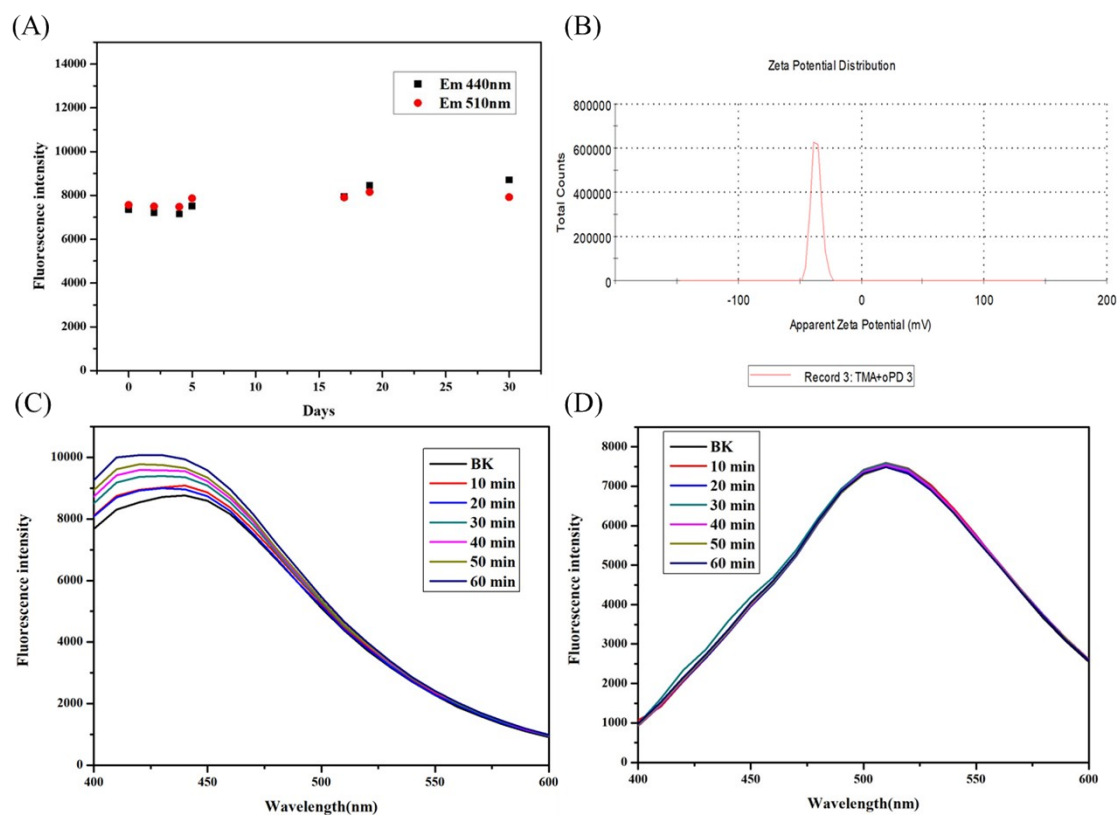 (A)
14000
12000
10000
8000
6000
4000
2000
0
Fluorescence intensity
Em 440nm
Em 510nm
0 5 10 15 20 25 30
Days
(B)
Zeta Potential Distribution
800000
600000
400000
200000
0
Total Counts
-100 0 100 200
Apparent Zeta Potential (mV)
Record 3: TMA+oPD 3
(C)
10000
8000
6000
4000
2000
0
Fluorescence intensity
BK
10 min
20 min
30 min
40 min
50 min
60 min
400 450 500 550 600
Wavelength(nm)
(D)
8000
7000
6000
5000
4000
3000
2000
1000
0
Fluorescence intensity
BK
10 min
20 min
30 min
40 min
50 min
60 min
400 450 500 550 600
Wavelength(nm)